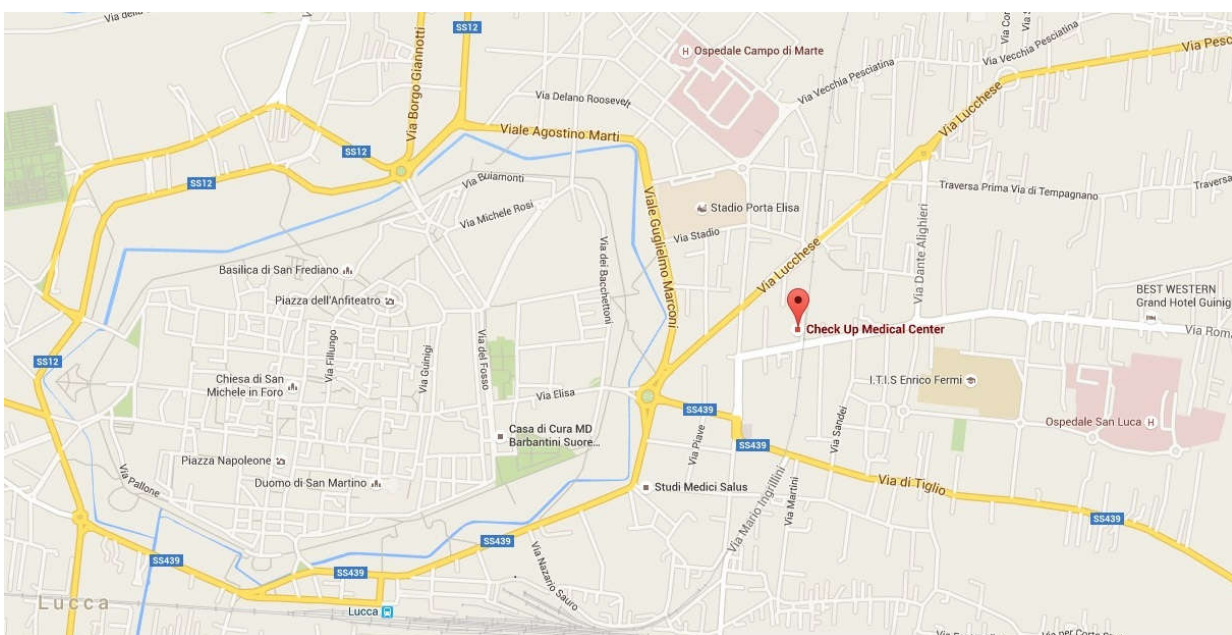 Via della
SS12
Via Borgo Giannotti
Ospedale Campo di Marte
Via Vecchia Pesciatina
Via Vecchia Pesciatina
Via Pesc
Via Delano Roosevelt
Viale Agostino Marti
Via Lucchese
SS12
SS12
SS12
Via Buiamonti
Via Michele Rosi
Traversa Prima Via di Tempagnano
Traversa
Stadio Porta Elisa
Via Stadio
Viale Guglielmo Marconi
Via Lucchese
Via Dante Alighieri
Via dei Bacchettoni
Basilica di San Frediano
Piazza dell'Anfiteatro
BEST WESTERN
Grand Hotel Guinig
Check Up Medical Center
Via Roma
Via Fillungo
Via Guinigi
Via del Fosso
SS12
Chiesa di San
Michele in Foro
Via Elisa
I.T.I.S Enrico Fermi
SS439
Ospedale San Luca
Casa di Cura MD
Barbantini Suore...
Via Piave
SS439
Via Sandei
Piazza Napoleone
Duomo di San Martino
Via Pallone
Studi Medici Salus
Via di Tiglio
Via Mario Ingrillini
Via Martini
SS439
SS439
SS439
SS439
Via Nazario Sauro
Lucca
Lucca